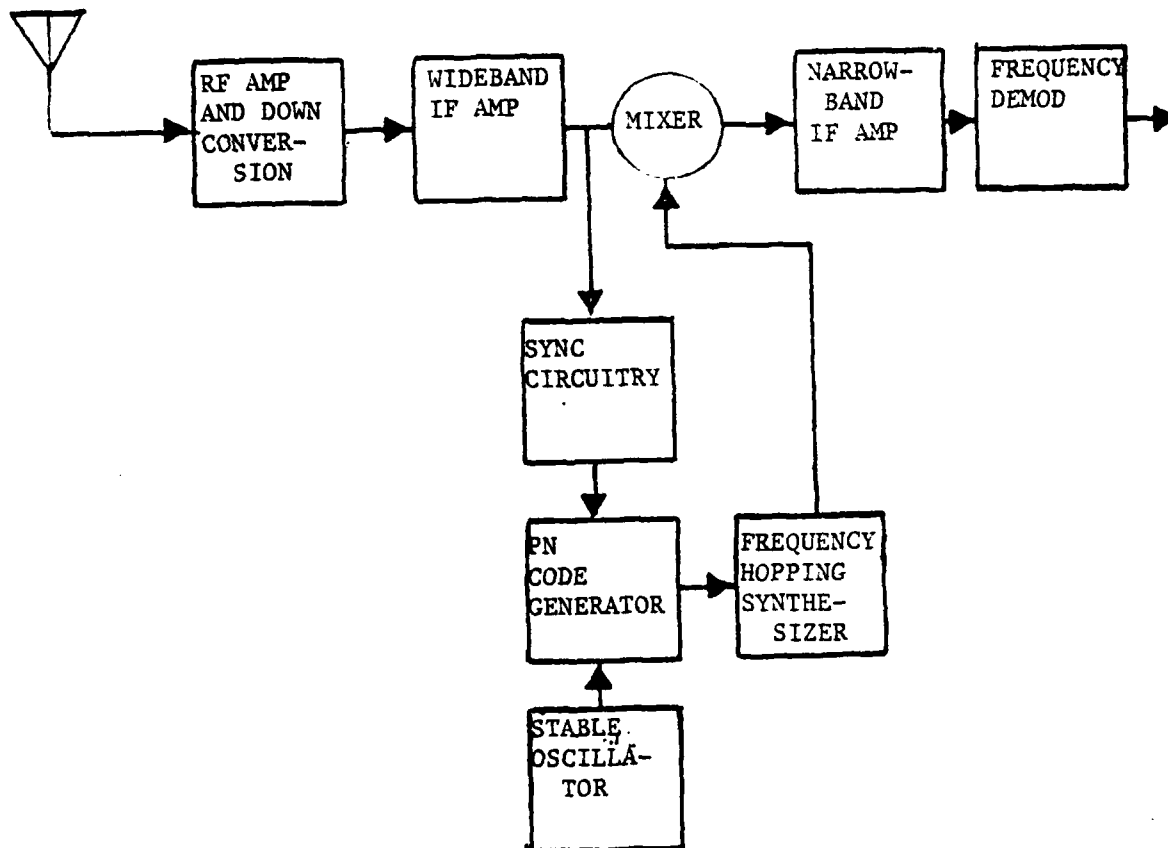 RF AMP
AND DOWN
CONVER-
SION
WIDEBAND
IF AMP
MIXER
NARROW-
BAND
IF AMP
FREQUENCY
DEMOD
SYNC
CIRCUITRY
PN
CODE
GENERATOR
FREQUENCY
HOPPING
SYNTHE-
SIZER
STABLE
OSCILLA-
TOR